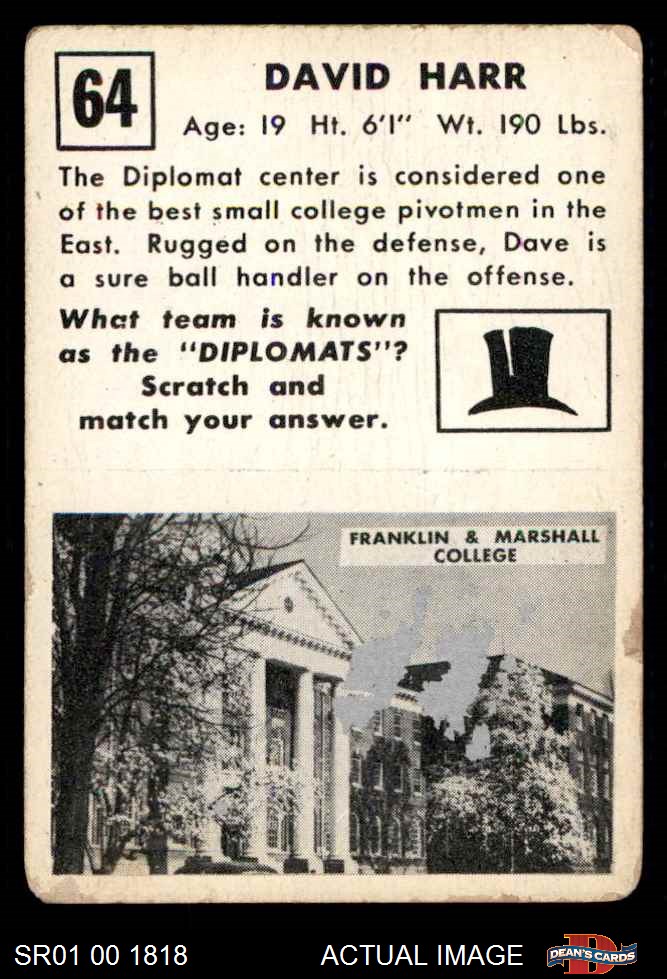 64
DAVID HARR
Age: 19 Ht. 6'1" Wt. 190 Lbs.
The Diplomat center is considered one
of the best small college pivotmen in the
East. Rugged on the defense, Dave is
a sure ball handler on the offense.
What team is known
as the "DIPLOMATS"?
Scratch and
match your answer.
FRANKLIN & MARSHALL
COLLEGE
SR01 00 1818
ACTUAL IMAGE
D
DEAN'S CARDS